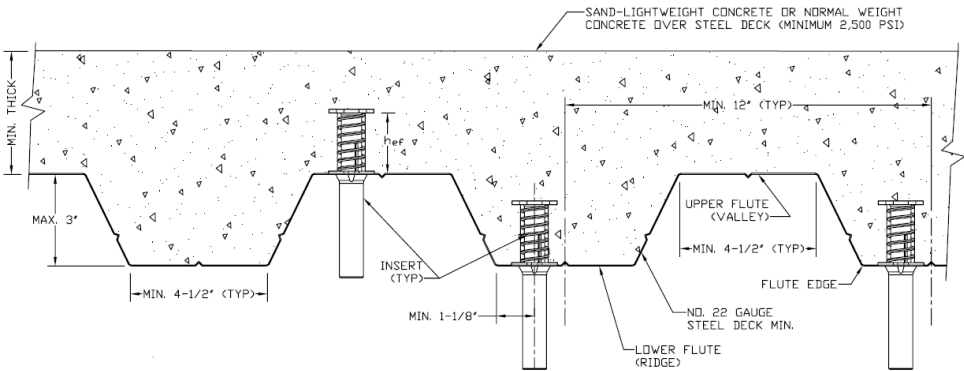 SAND-LIGHTWEIGHT CONCRETE OR NORMAL WEIGHT
CONCRETE OVER STEEL DECK (MINIMUM 2,500 PSI)
MIN. THICK
MIN. 12" (TYP)
hef
MAX. 3"
UPPER FLUTE
(VALLEY)
INSERT
(TYP)
MIN. 4-1/2" (TYP)
MIN. 4-1/2" (TYP)
FLUTE EDGE
MIN. 1-1/8"
NO. 22 GAUGE
STEEL DECK MIN.
LOWER FLUTE
(RIDGE)